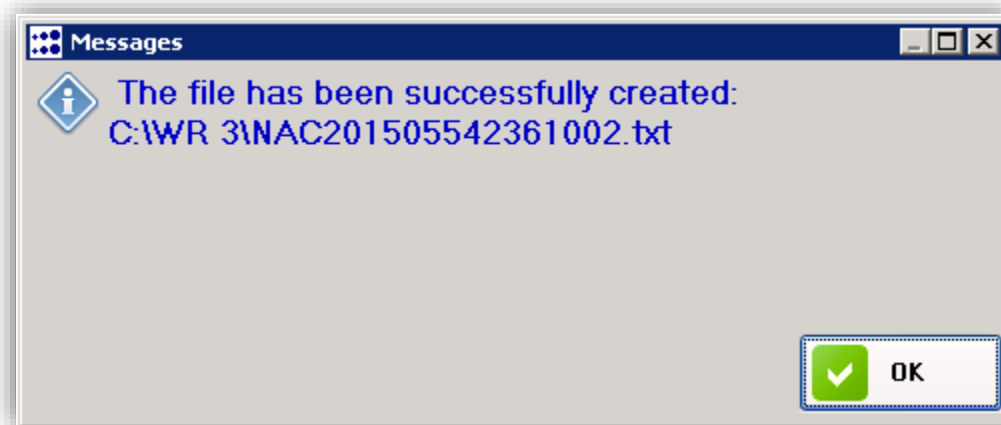 Messages
The file has been successfully created:
C:\WR 3\NAC201505542361002.txt
OK